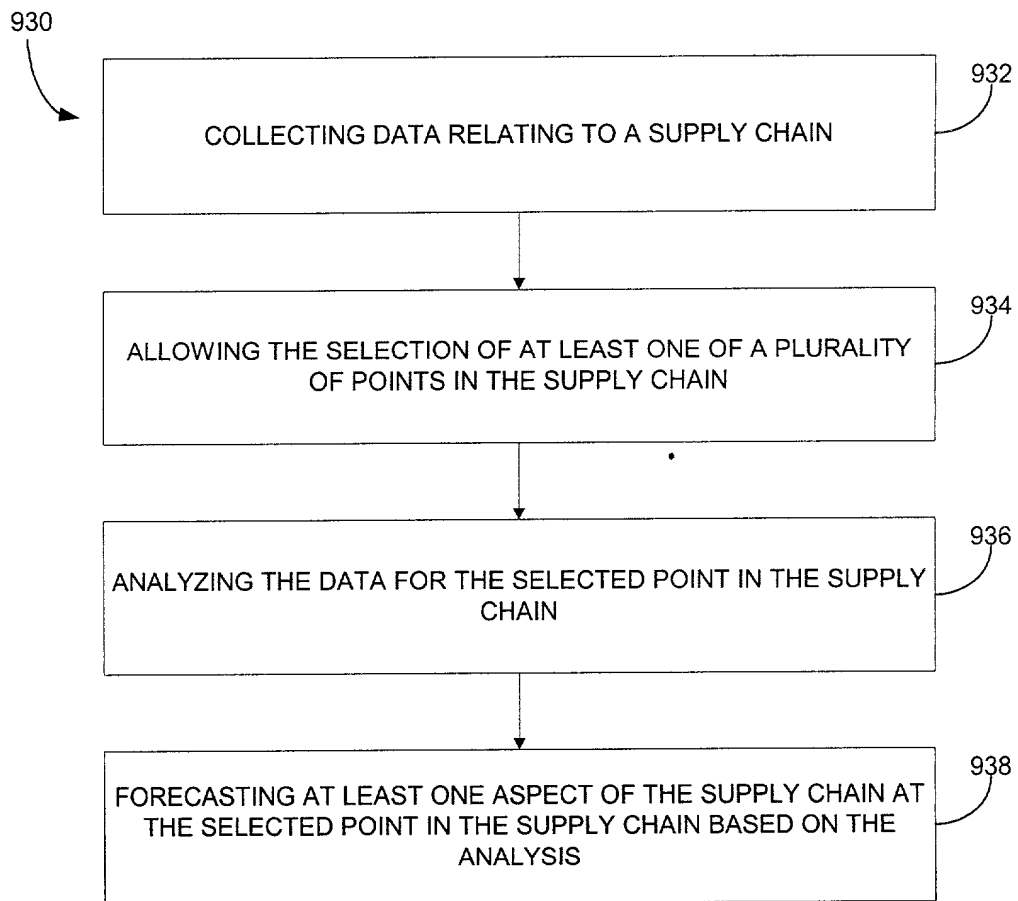 930
932
COLLECTING DATA RELATING TO A SUPPLY CHAIN
934
ALLOWING THE SELECTION OF AT LEAST ONE OF A PLURALITY
OF POINTS IN THE SUPPLY CHAIN
936
ANALYZING THE DATA FOR THE SELECTED POINT IN THE SUPPLY
CHAIN
938
FORECASTING AT LEAST ONE ASPECT OF THE SUPPLY CHAIN AT
THE SELECTED POINT IN THE SUPPLY CHAIN BASED ON THE
ANALYSIS